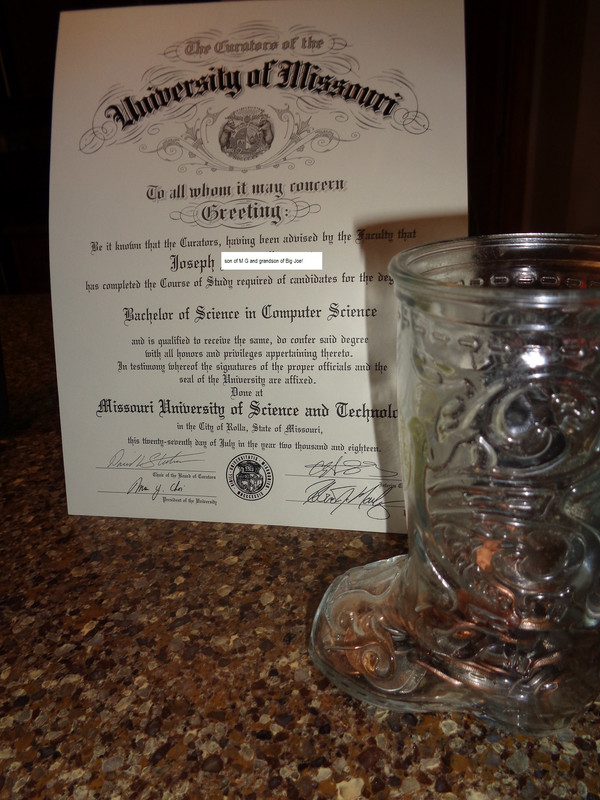 The Curators of the
University of Missouri
To all whom it may concern
Greeting:
Be it known that the Curators, having been advised by the Faculty that
Joseph son of M G and grandson of Big Joe!
has completed the Course of Study required of candidates for the
Bachelor of Science in Computer Science
and is qualified to receive the same, do confer said degree
with all honors and privileges appertaining thereto.
In testimony whereof the signatures of the proper officials and the
seal of the University are affixed.
Done at
Missouri University of Science and Technolo
in the City of Rolla, State of Missouri,
this twenty-seventh day of July in the year two thousand and eighteen.
Chair of the Board of Curators
Mun Y. Choi
President of the University